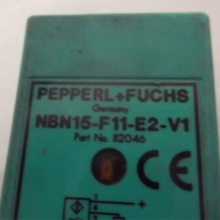 PEPPERL+FUCHS
Germany
NBN15-F11-E2-V1
Part No. 82046
CE